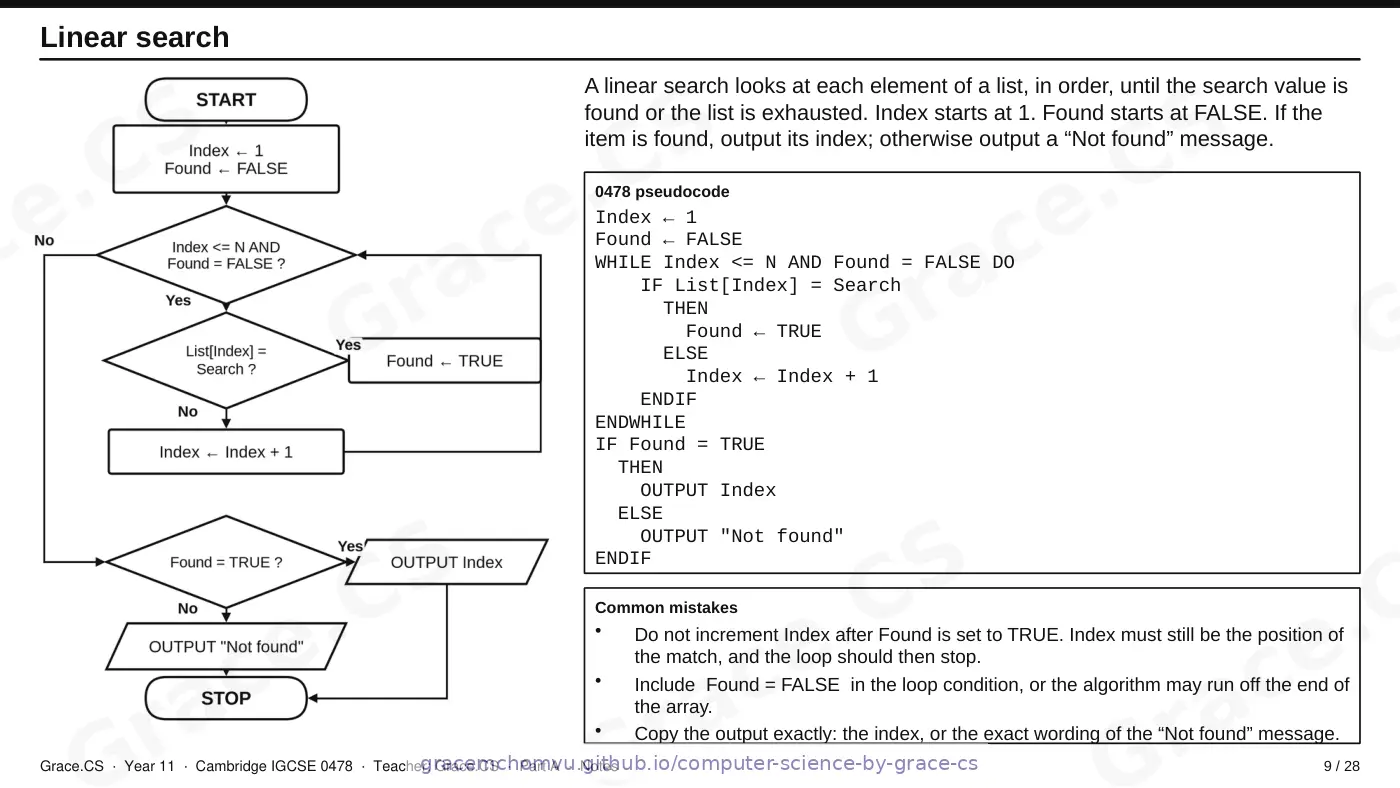 Linear search
START
Index ← 1
Found ← FALSE
No
Index <= N AND
Found = FALSE ?
Yes
List[Index] =
Search ?
Yes
Found ← TRUE
No
Index ← Index + 1
Found = TRUE ?
Yes
OUTPUT Index
No
OUTPUT "Not found"
STOP
A linear search looks at each element of a list, in order, until the search value is
found or the list is exhausted. Index starts at 1. Found starts at FALSE. If the
item is found, output its index; otherwise output a “Not found” message.
0478 pseudocode
Index ← 1
Found ← FALSE
WHILE Index <= N AND Found = FALSE DO
    IF List[Index] = Search
      THEN
        Found ← TRUE
      ELSE
        Index ← Index + 1
    ENDIF
ENDWHILE
IF Found = TRUE
  THEN
    OUTPUT Index
  ELSE
    OUTPUT "Not found"
ENDIF
Common mistakes
• Do not increment Index after Found is set to TRUE. Index must still be the position of
the match, and the loop should then stop.
• Include  Found = FALSE  in the loop condition, or the algorithm may run off the end of
the array.
• Copy the output exactly: the index, or the exact wording of the “Not found” message.
Grace.CS · Year 11 · Cambridge IGCSE 0478 · Teacher
gracemchomvu.github.io/computer-science-by-grace-cs
9 / 28
Grace.CS